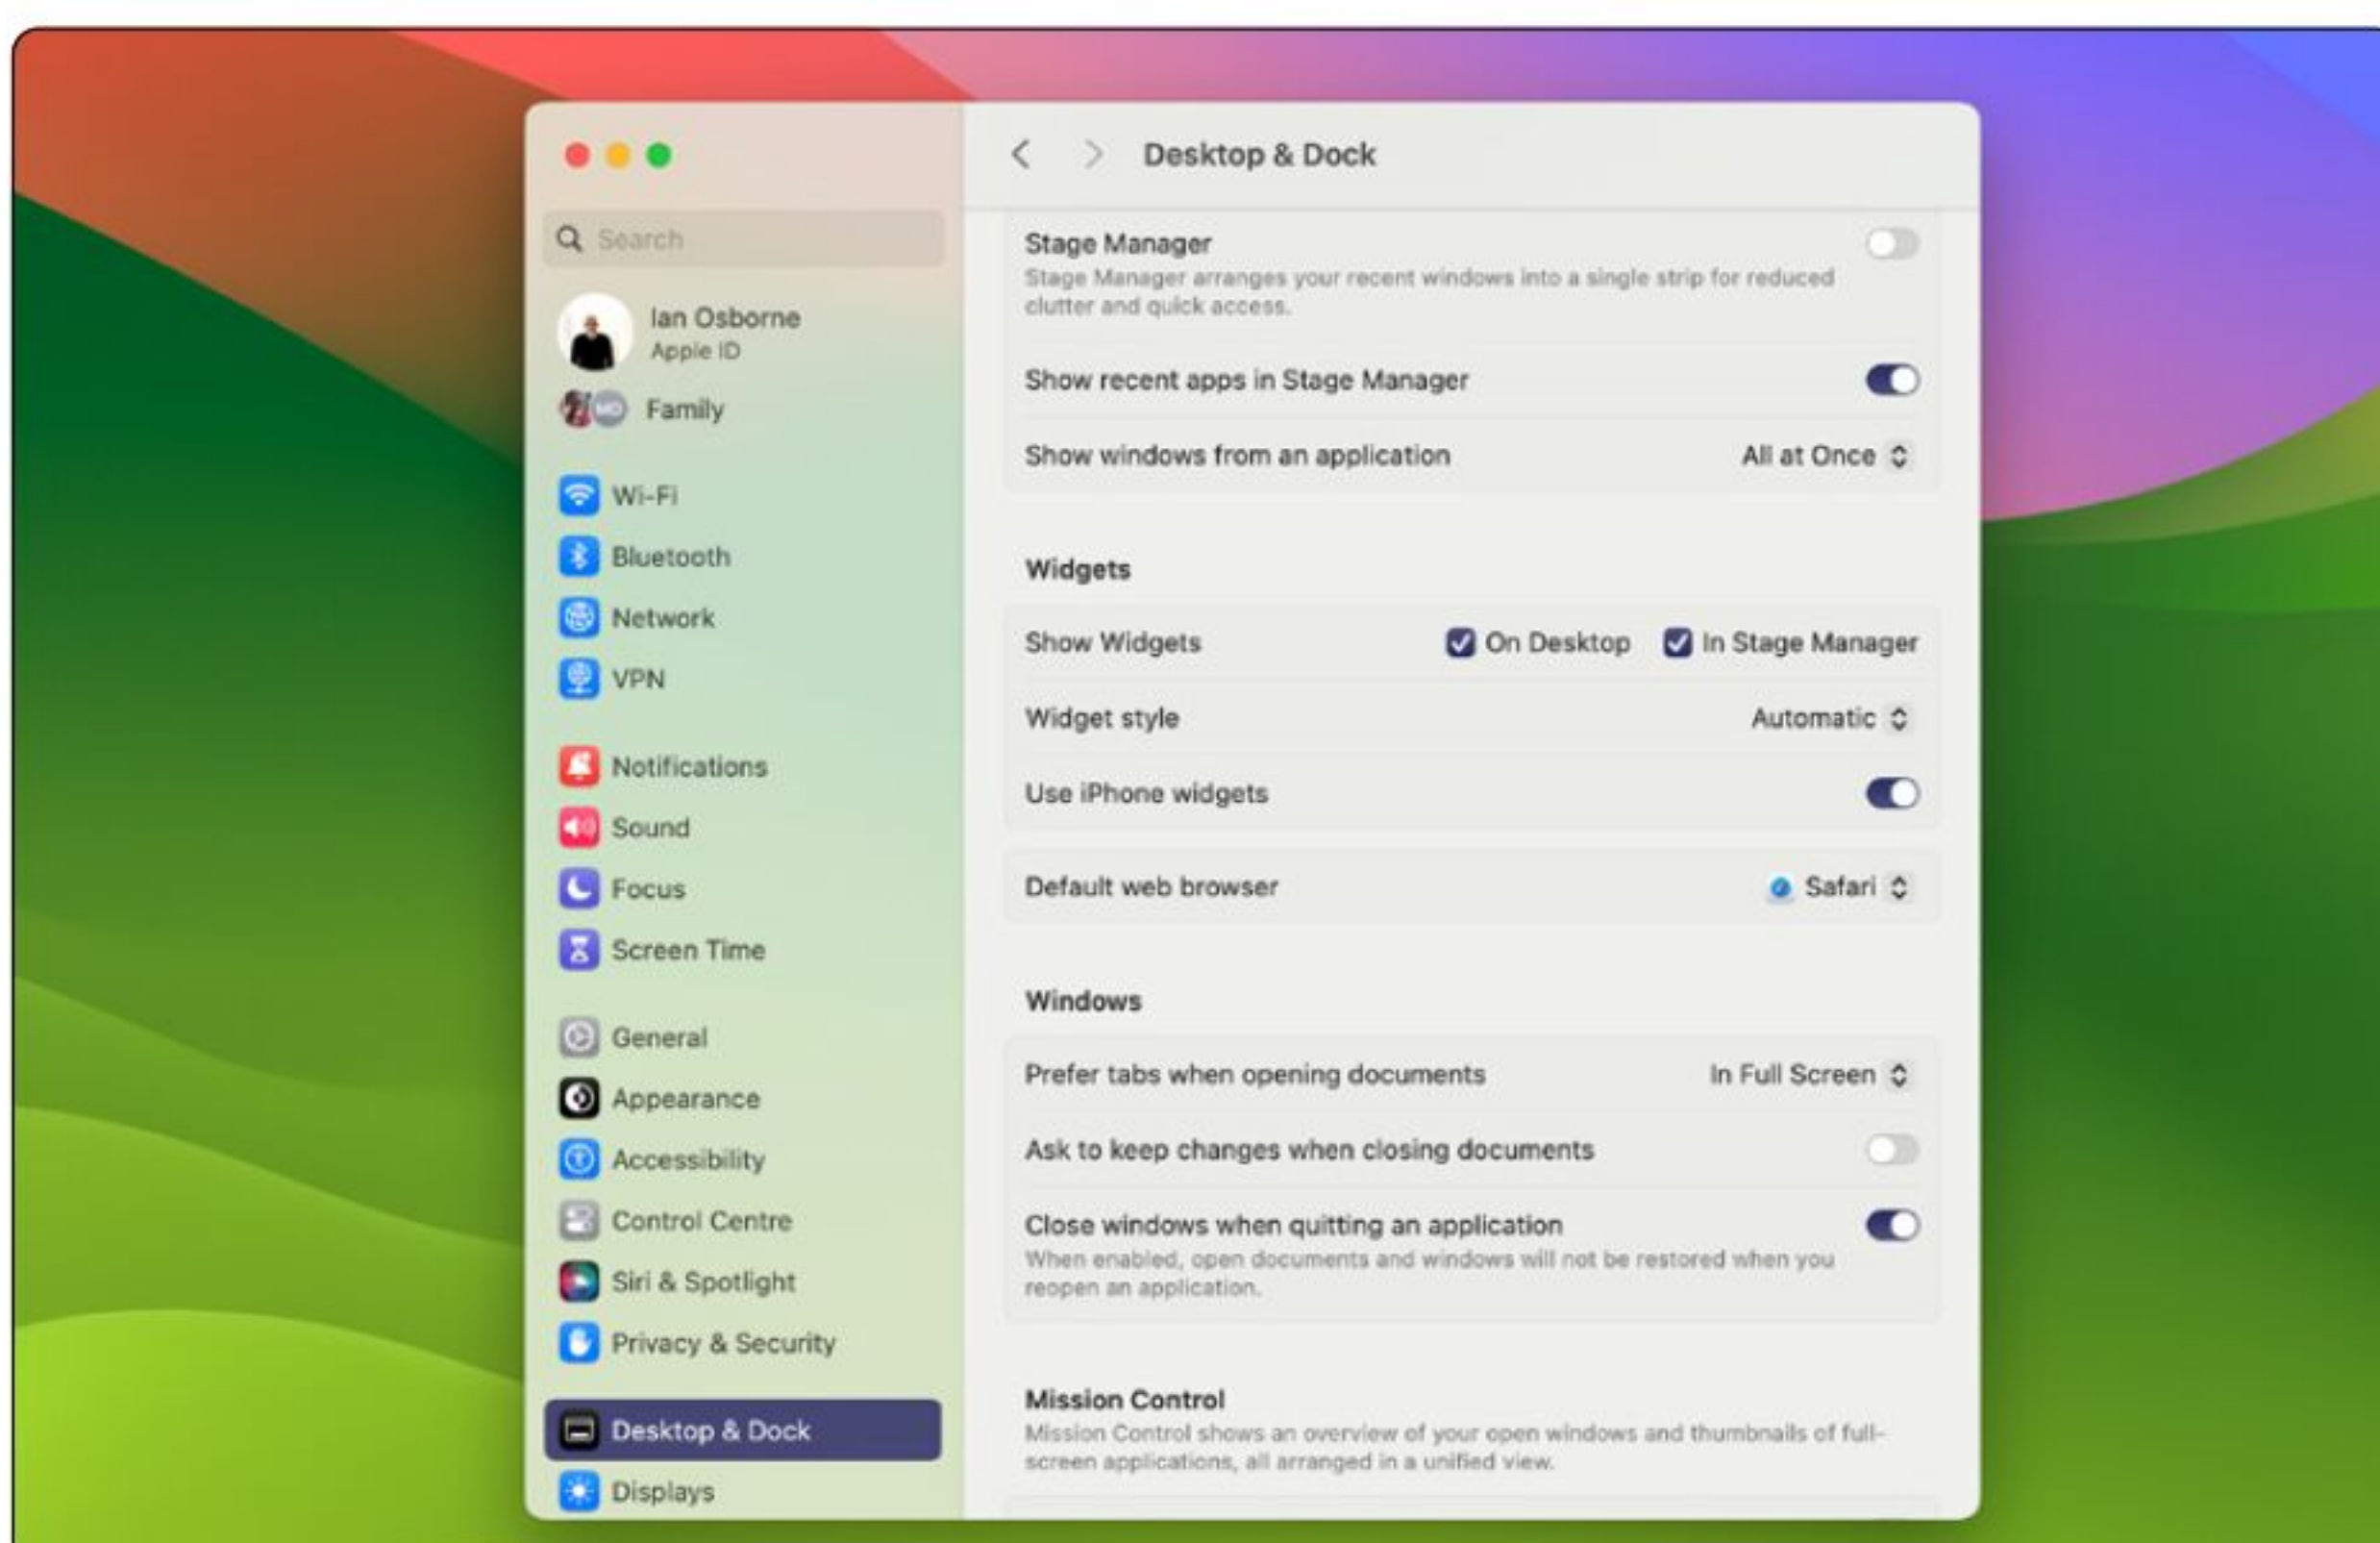 Search
Ian Osborne
Apple ID
Family
Wi-Fi
Bluetooth
Network
VPN
Notifications
Sound
Focus
Screen Time
General
Appearance
Accessibility
Control Centre
Siri & Spotlight
Privacy & Security
Desktop & Dock
Displays
Desktop & Dock
Stage Manager
Stage Manager arranges your recent windows into a single strip for reduced
clutter and quick access.
Show recent apps in Stage Manager
Show windows from an application All at Once
Widgets
Show Widgets On Desktop In Stage Manager
Widget style Automatic
Use iPhone widgets
Default web browser Safari
Windows
Prefer tabs when opening documents In Full Screen
Ask to keep changes when closing documents
Close windows when quitting an application
When enabled, open documents and windows will not be restored when you
reopen an application.
Mission Control
Mission Control shows an overview of your open windows and thumbnails of full-
screen applications, all arranged in a unified view.